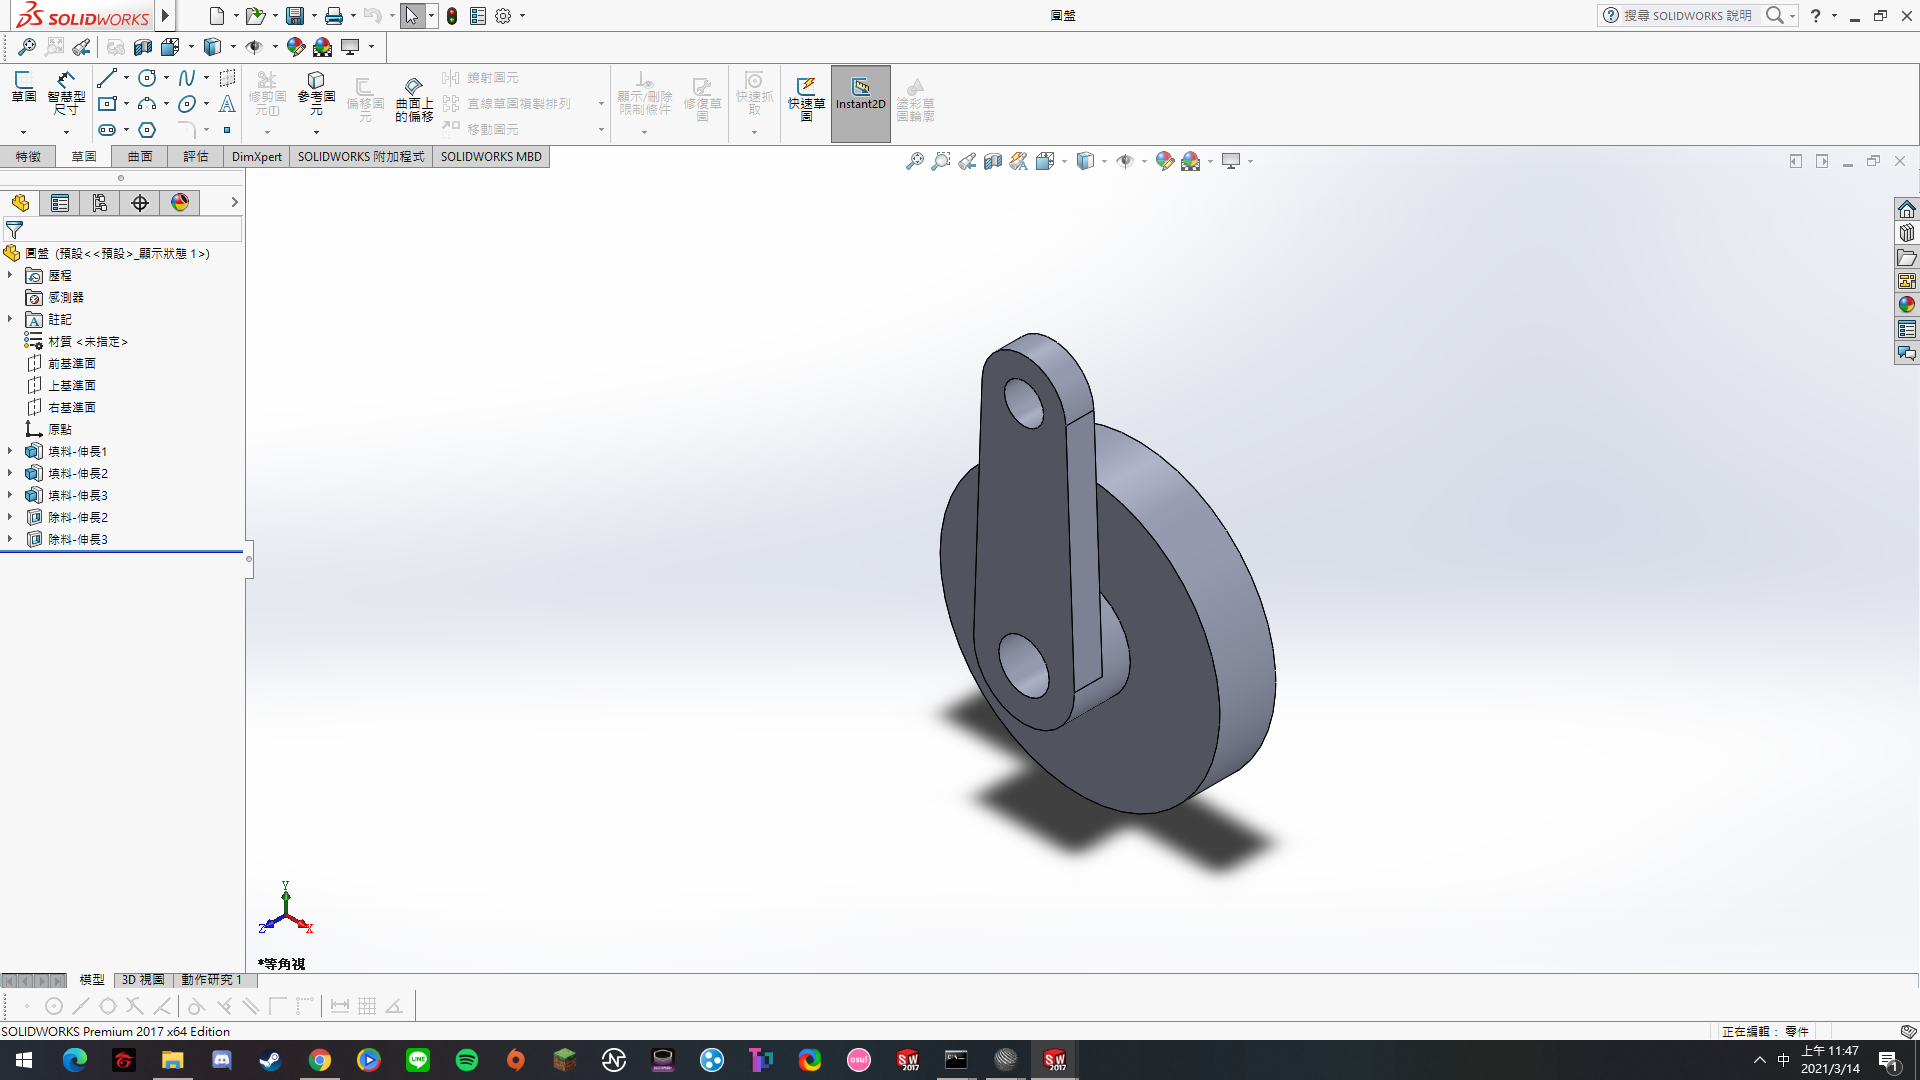 SOLIDWORKS
圓盤
搜尋 SOLIDWORKS 說明
草圖
智慧型尺寸
修剪圖元(I)
參考圖元
偏移圖元
曲面上的偏移
鏡射圖元
直線草圖複製排列
移動圖元
顯示/刪除限制條件
修復草圖
快速抓取
快速草圖
Instant2D
塗彩草圖輪廓
特徵
草圖
曲面
評估
DimXpert
SOLIDWORKS 附加程式
SOLIDWORKS MBD
圓盤 (預設<<預設>_顯示狀態 1>)
歷程
感測器
註記
材質 <未指定>
前基準面
上基準面
右基準面
原點
填料-伸長1
填料-伸長2
填料-伸長3
除料-伸長2
除料-伸長3
Y
Z
X
*等角視
模型
3D 視圖
動作研究 1
SOLIDWORKS Premium 2017 x64 Edition
正在編輯： 零件
LINE
osu!
SW 2017
SW 2017
中
上午 11:47
2021/3/14
1